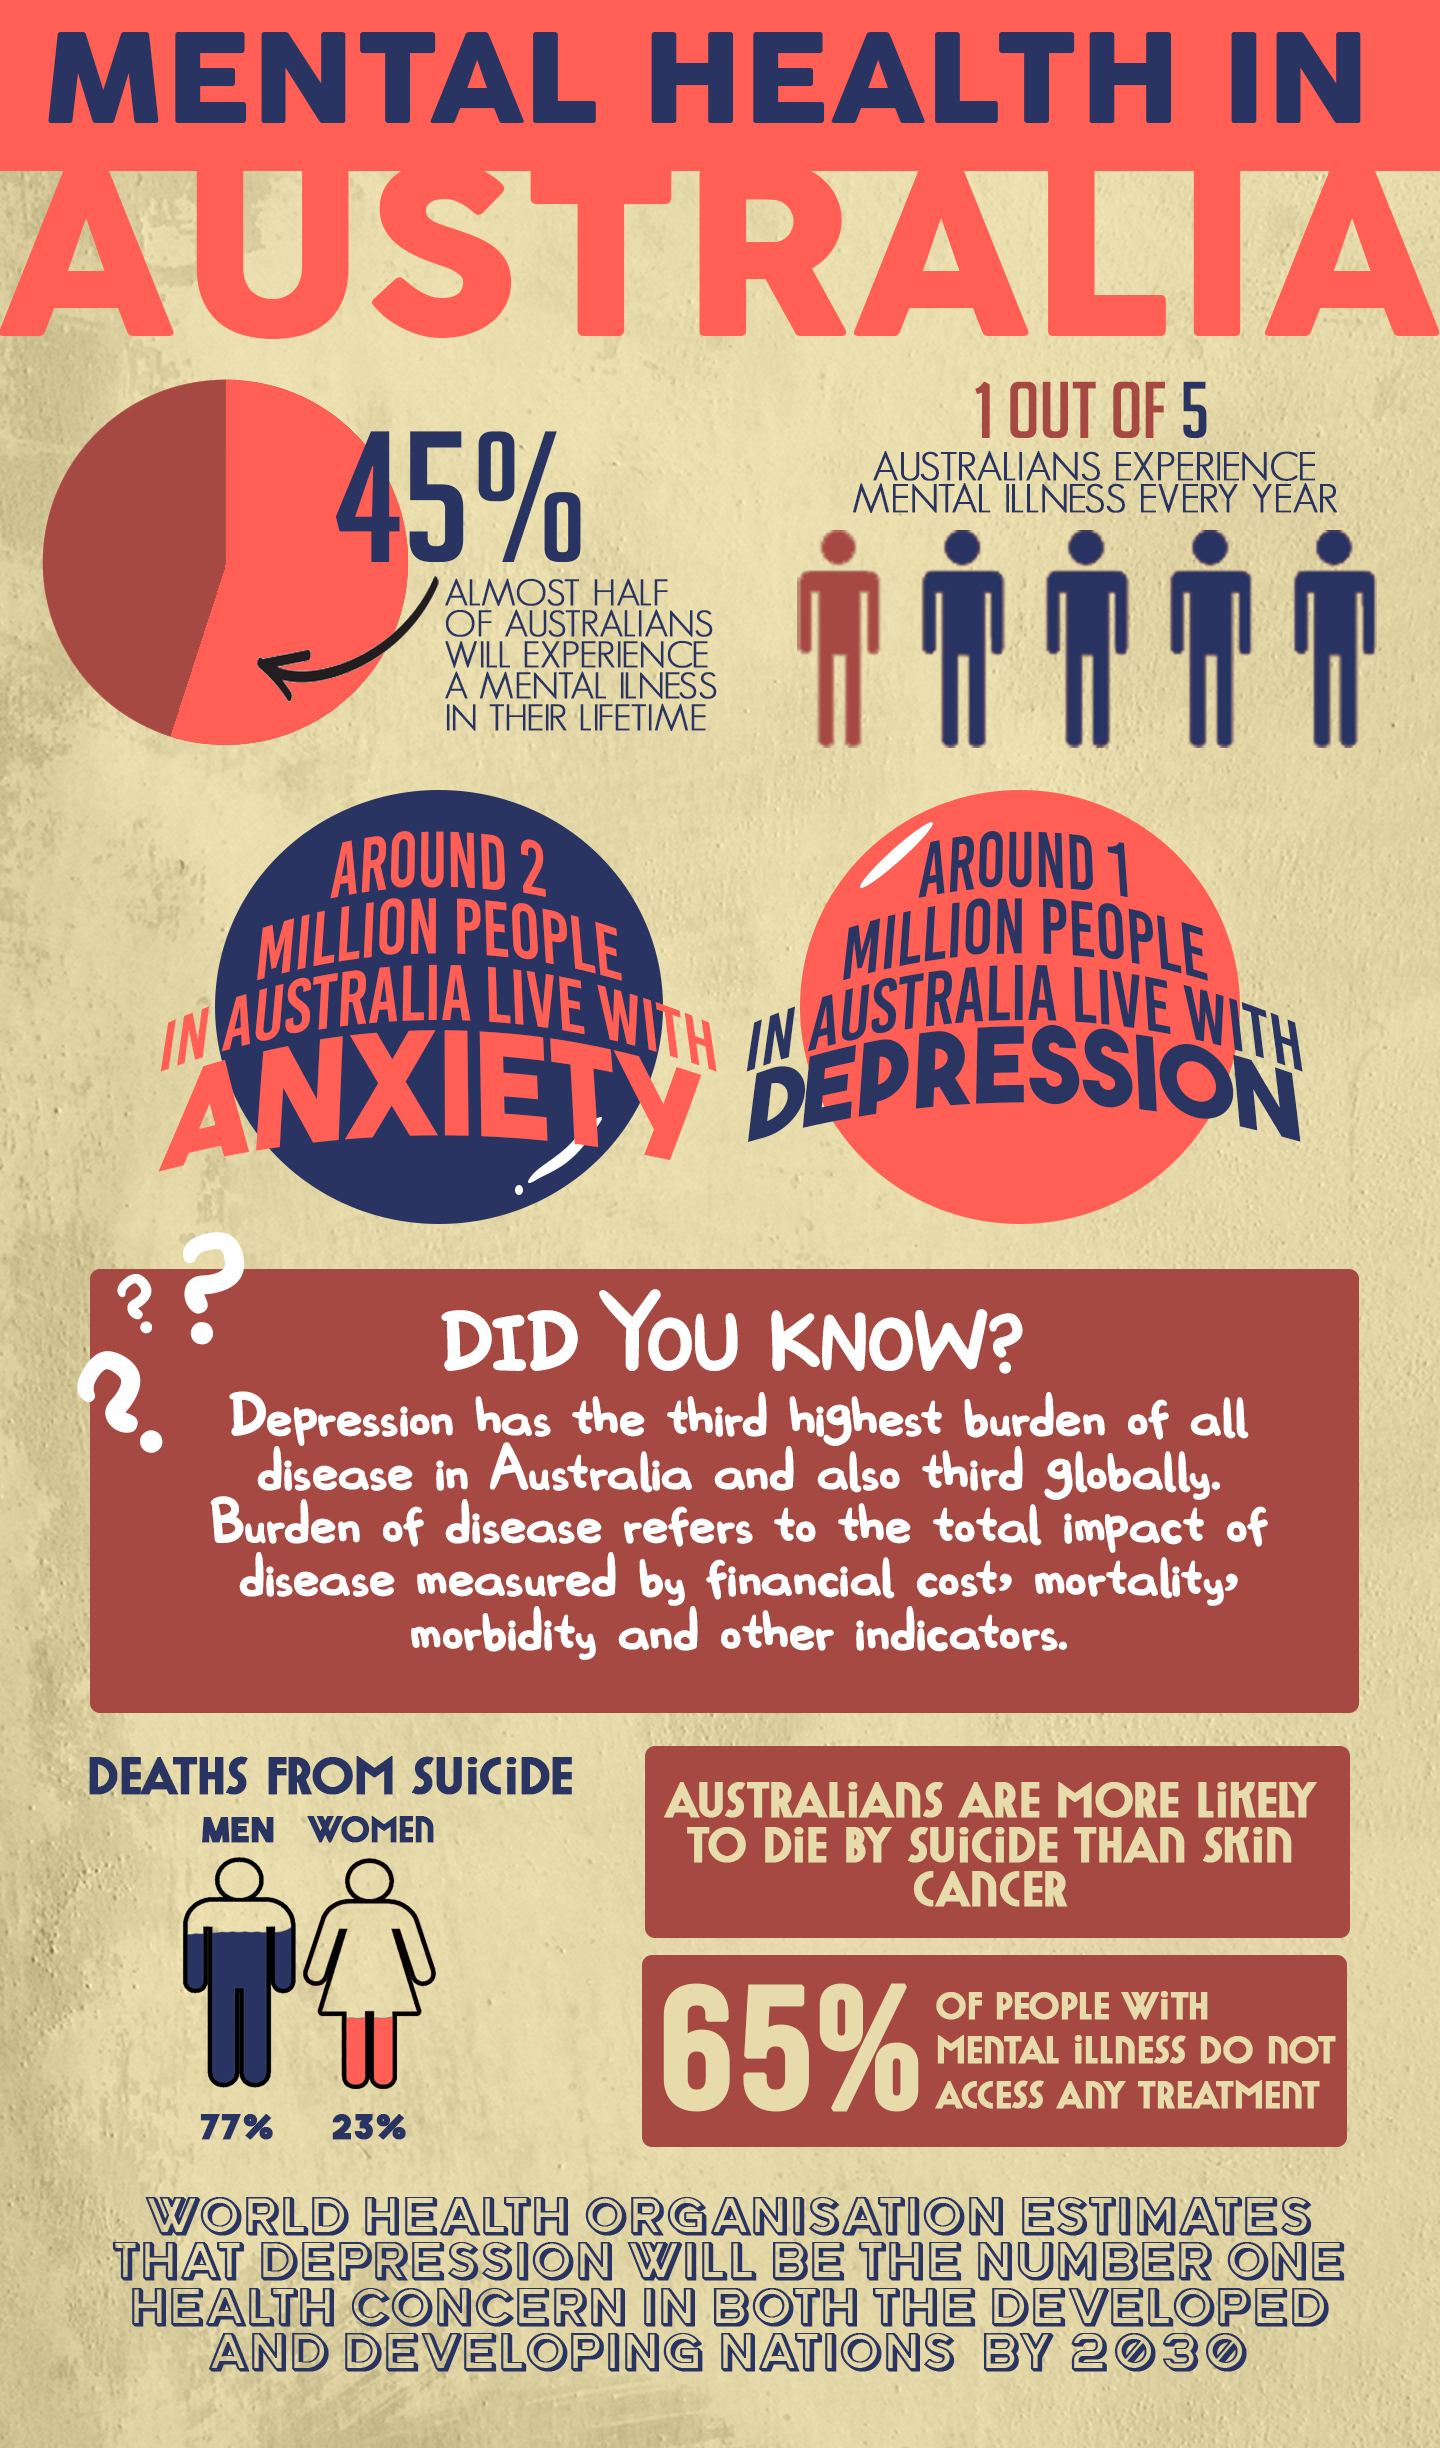 MENTAL HEALTH IN
AUSTRALIA
45%
ALMOST HALF
OF AUSTRALIANS
WILL EXPERIENCE
A MENTAL ILNESS
IN THEIR LIFETIME
1 OUT OF 5
AUSTRALIANS EXPERIENCE
MENTAL ILLNESS EVERY YEAR
AROUND 2
MILLION PEOPLE
IN AUSTRALIA LIVE WITH
ANXIETY
AROUND 1
MILLION PEOPLE
IN AUSTRALIA LIVE WITH
DEPRESSION
? ? ?
DID YOU KNOW?
Depression has the third highest burden of all
disease in Australia and also third globally.
Burden of disease refers to the total impact of
disease measured by financial cost, mortality,
morbidity and other indicators.
DEATHS FROM SUiCiDE
MEN WOMEN
77% 23%
AUSTRALiANS ARE MORE LiKELY
TO DiE BY SUiCiDE THAN SKiN
CANCER
65%
OF PEOPLE WiTH
MENTAL iLLNESS DO NOT
ACCESS ANY TREATMENT
WORLD HEALTH ORGANISATION ESTIMATES
THAT DEPRESSION WILL BE THE NUMBER ONE
HEALTH CONCERN IN BOTH THE DEVELOPED
AND DEVELOPING NATIONS BY 2030